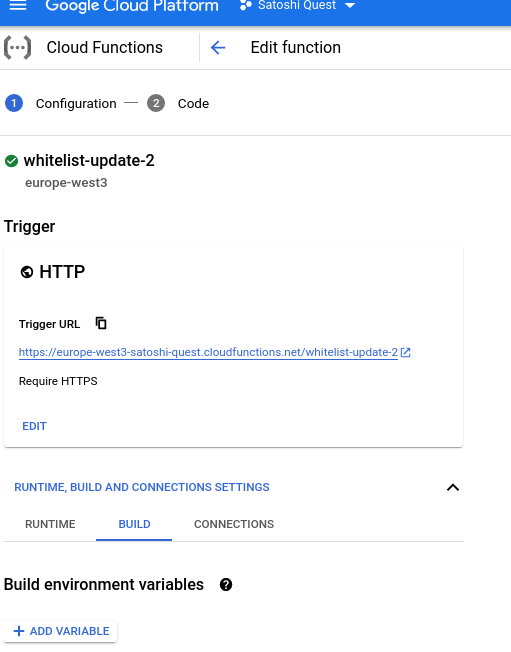 Google Cloud Platform Satoshi Quest
Cloud Functions Edit function
1 Configuration — 2 Code
whitelist-update-2
europe-west3
Trigger
HTTP
Trigger URL
https://europe-west3-satoshi-quest.cloudfunctions.net/whitelist-update-2
Require HTTPS
EDIT
RUNTIME, BUILD AND CONNECTIONS SETTINGS
RUNTIME BUILD CONNECTIONS
Build environment variables ?
+ ADD VARIABLE